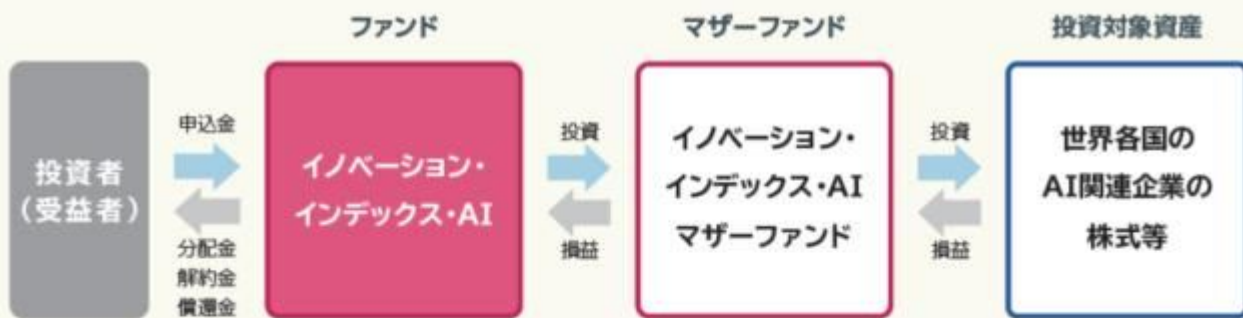 ファンド
マザーファンド
投資対象資産
投資者
(受益者)
申込金
分配金
解約金
償還金
イノベーション・
インデックス・AI
投資
損益
イノベーション・
インデックス・AI
マザーファンド
投資
損益
世界各国の
AI関連企業の
株式等